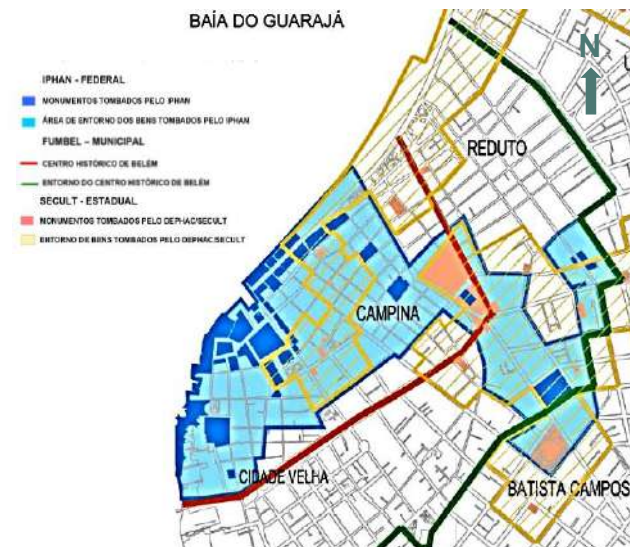 BAÍA DO GUARAJÁ
N
IPHAN - FEDERAL
MONUMENTOS TOMBADOS PELO IPHAN
ÁREA DE ENTORNO DOS BENS TOMBADOS PELO IPHAN
FUMBEL – MUNICIPAL
CENTRO HISTÓRICO DE BELÉM
ENTORNO DO CENTRO HISTÓRICO DE BELÉM
SECULT - ESTADUAL
MONUMENTOS TOMBADOS PELO DEPHAC/SECULT
ENTORNO DE BENS TOMBADOS PELO DEPHAC/SECULT
REDUTO
CAMPINA
CIDADE VELHA
BATISTA CAMPOS